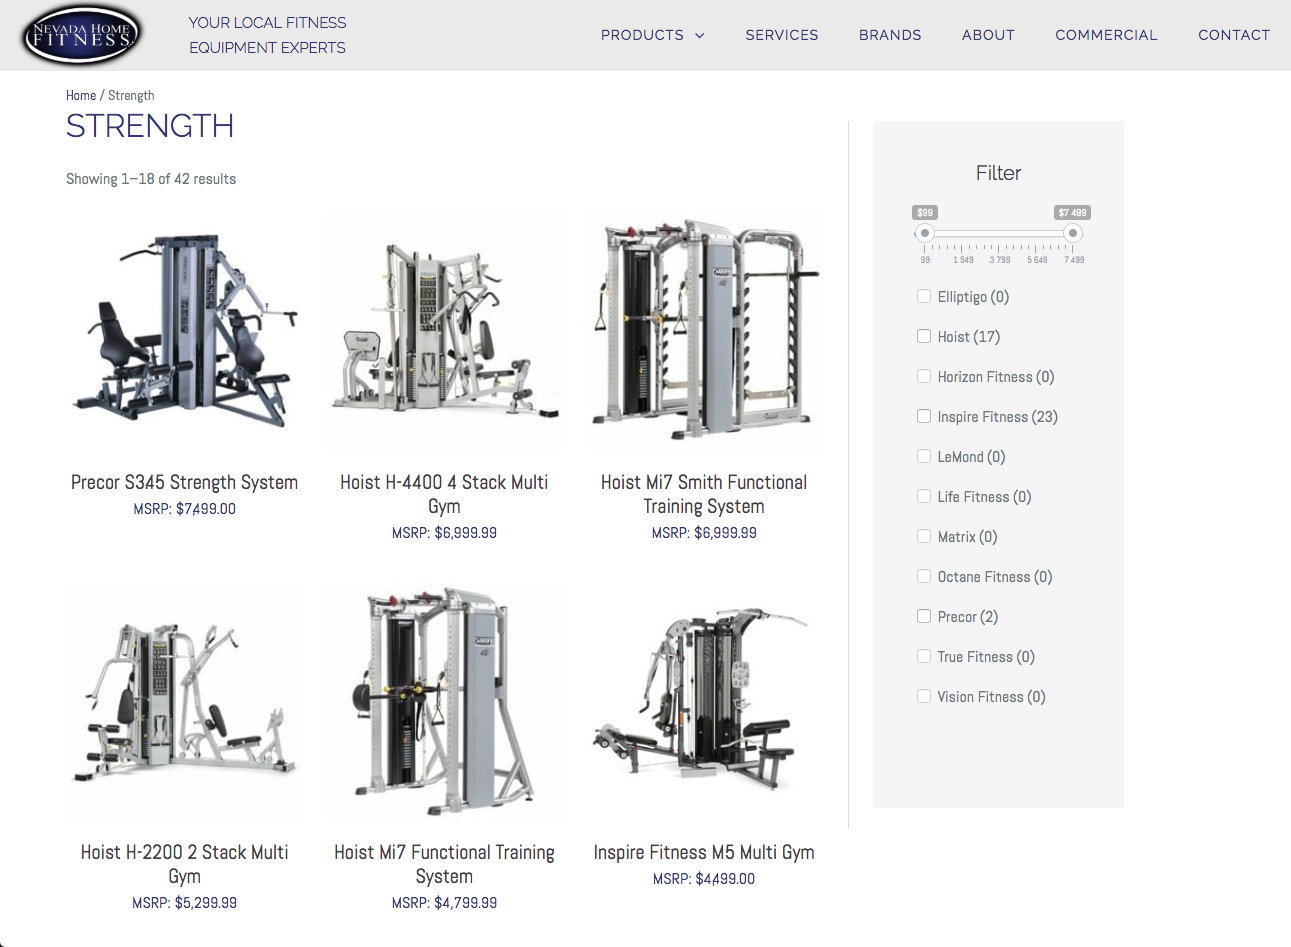 NEVADA HOME
FITNESS
YOUR LOCAL FITNESS
EQUIPMENT EXPERTS
PRODUCTS
SERVICES
BRANDS
ABOUT
COMMERCIAL
CONTACT
Home / Strength
STRENGTH
Showing 1–18 of 42 results
Precor S345 Strength System
MSRP: $7,499.00
Hoist H-4400 4 Stack Multi
Gym
MSRP: $6,999.99
Hoist Mi7 Smith Functional
Training System
MSRP: $6,999.99
Hoist H-2200 2 Stack Multi
Gym
MSRP: $5,299.99
Hoist Mi7 Functional Training
System
MSRP: $4,799.99
Inspire Fitness M5 Multi Gym
MSRP: $4,499.00
Filter
$99
$7 499
99 1 949 3 799 5 649 7 499
Elliptigo (0)
Hoist (17)
Horizon Fitness (0)
Inspire Fitness (23)
LeMond (0)
Life Fitness (0)
Matrix (0)
Octane Fitness (0)
Precor (2)
True Fitness (0)
Vision Fitness (0)